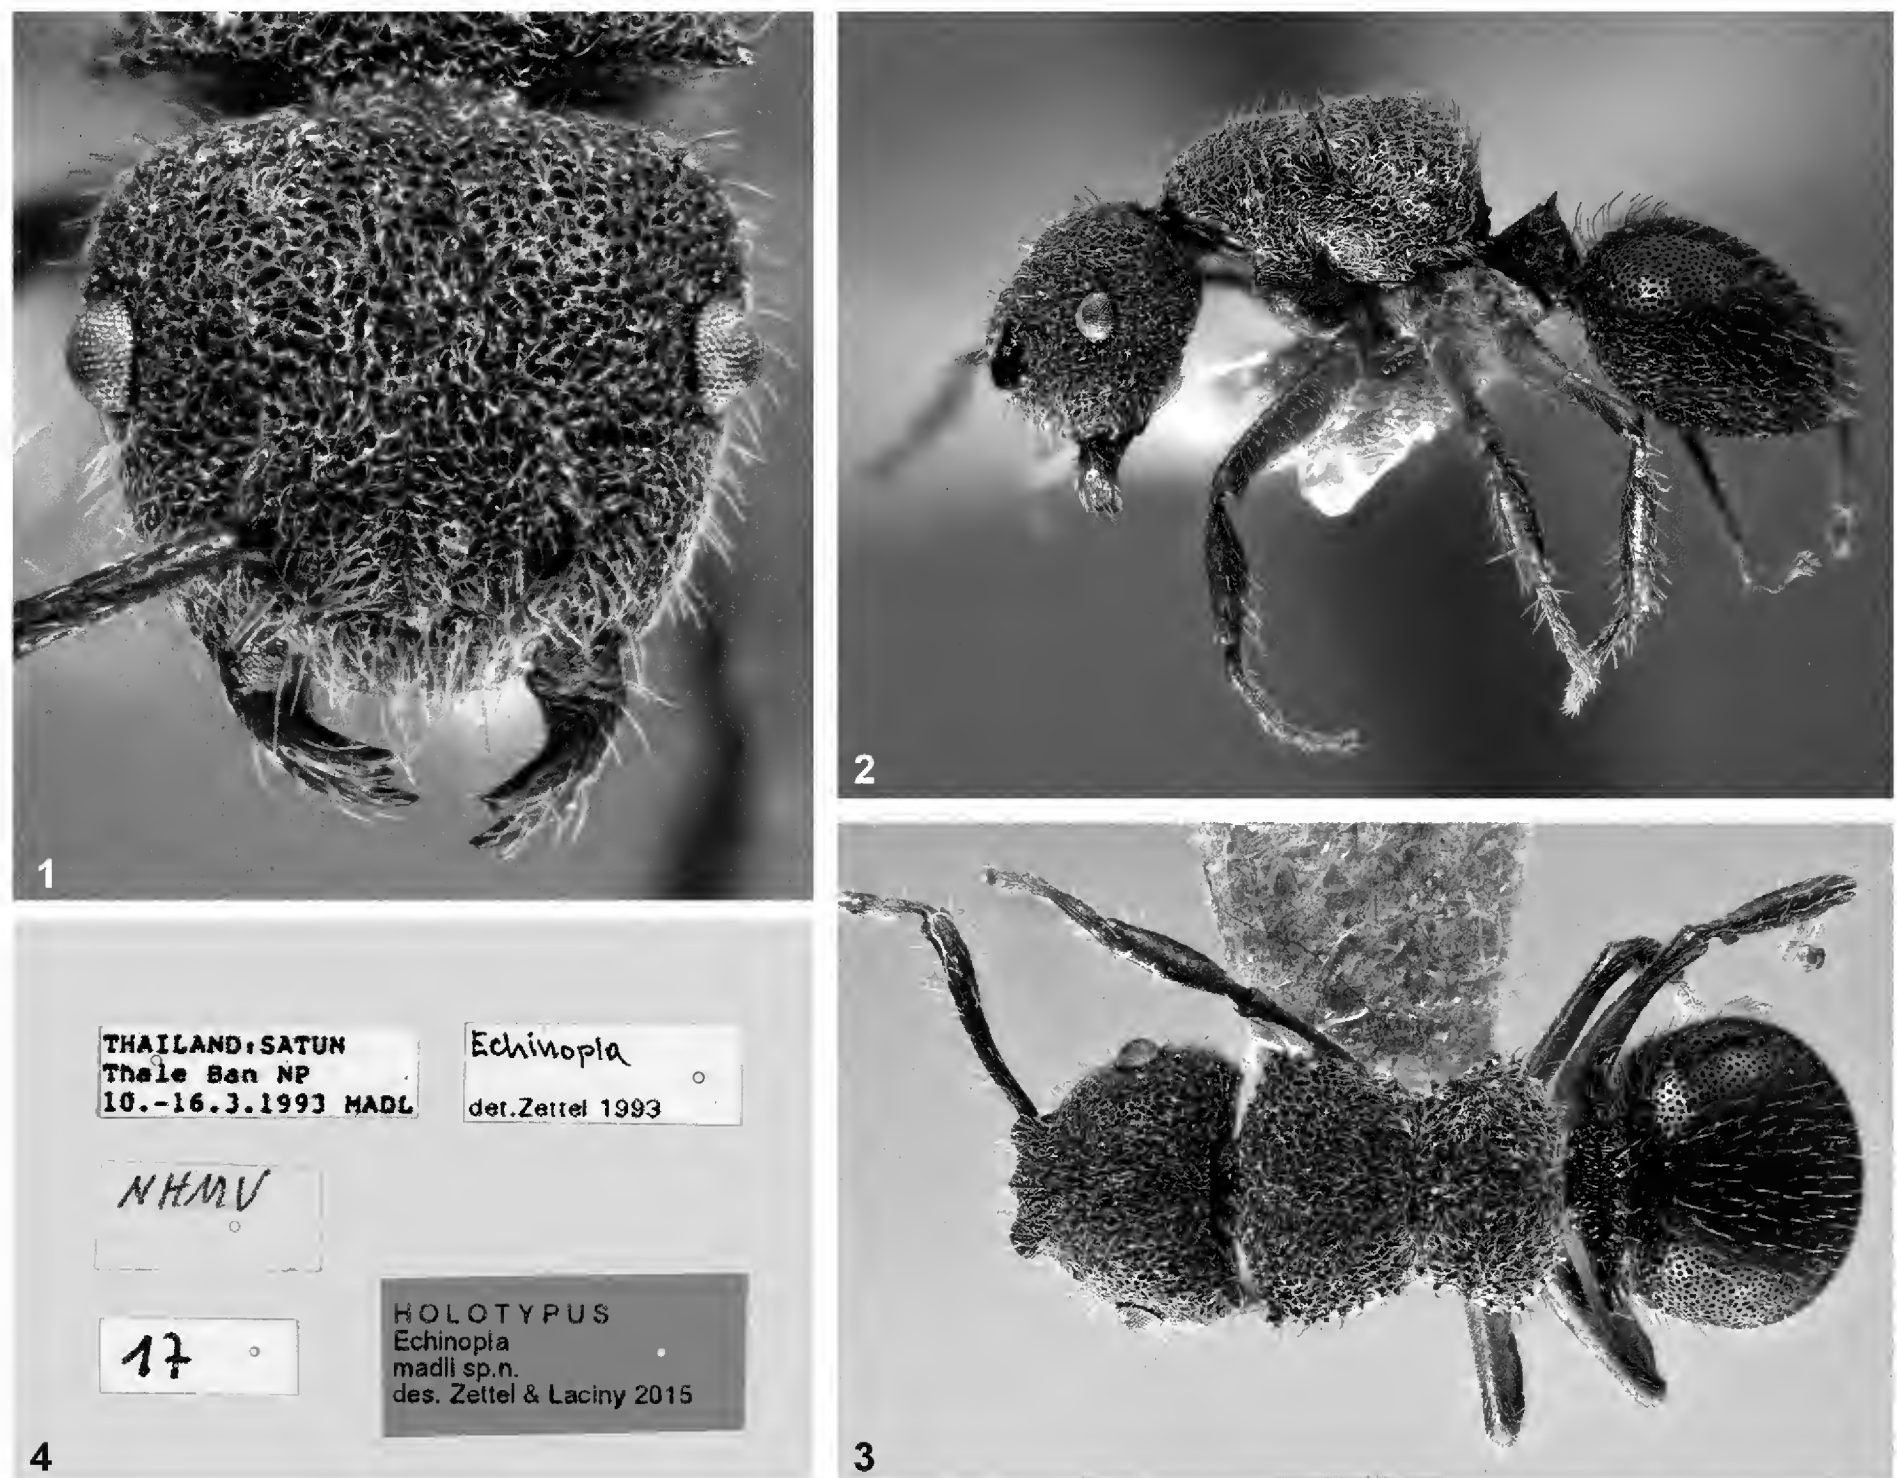 1
2
THAILAND:SATUN
Thale Ban NP
10.-16.3.1993 MADL
Echinopla
det.Zettel 1993
NHMV
17
HOLOTYPUS
Echinopla
madli sp.n.
des. Zettel & Laciny 2015
4
3